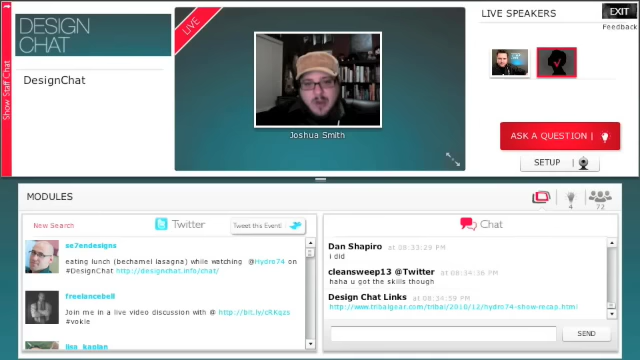 Show Staff Chat
DESIGN
CHAT
DesignChat
LIVE
Joshua Smith
LIVE SPEAKERS
EXIT
Feedback
ASK A QUESTION |
SETUP |
MODULES
4
72
New Search
Twitter
Tweet this Event!
se7endesigns
eating lunch (bechamel lasagna) while watching @Hydro74 on
#DesignChat http://designchat.info/chat/
freelancebell
Join me in a live video discussion with @ http://bit.ly/cRKqzs
#vokle
lisa_kaplan
Chat
Dan Shapiro at 08:33:29 PM
i did
cleansweep13 @Twitter at 08:34:36 PM
haha u got the skills though
Design Chat Links at 08:34:59 PM
http://www.tribalgear.com/tribal/2010/12/hydro74-show-recap.html
SEND